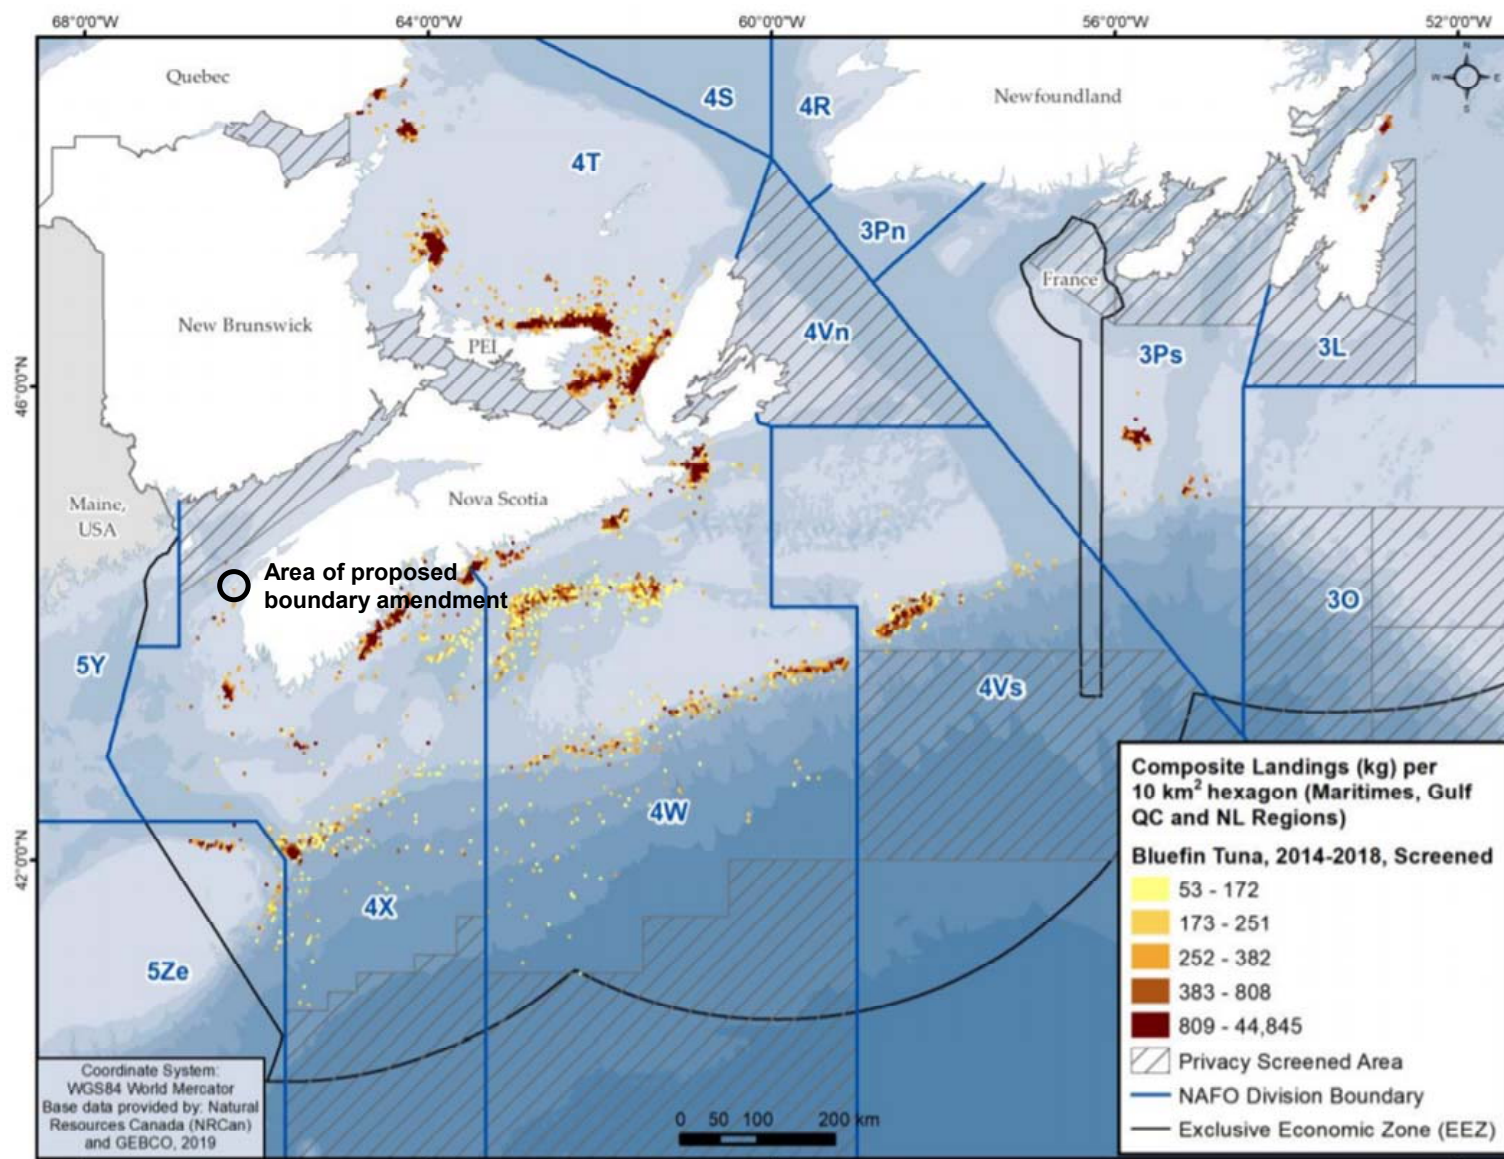 68°0'0"W
64°0'0"W
60°0'0"W
56°0'0"W
52°0'0"W
N
W
E
S
Quebec
4S
4R
Newfoundland
4T
3Pn
France
New Brunswick
4Vn
PEI
3Ps
3L
46°0'0"N
Maine,
USA
Nova Scotia
Area of proposed
boundary amendment
3O
5Y
4Vs
4W
42°0'0"N
4X
5Ze
Composite Landings (kg) per
10 km² hexagon (Maritimes, Gulf
QC and NL Regions)
Bluefin Tuna, 2014-2018, Screened
53 - 172
173 - 251
252 - 382
383 - 808
809 - 44,845
Privacy Screened Area
NAFO Division Boundary
Exclusive Economic Zone (EEZ)
Coordinate System:
WGS84 World Mercator
Base data provided by: Natural
Resources Canada (NRCan)
and GEBCO, 2019
0 50 100 200 km